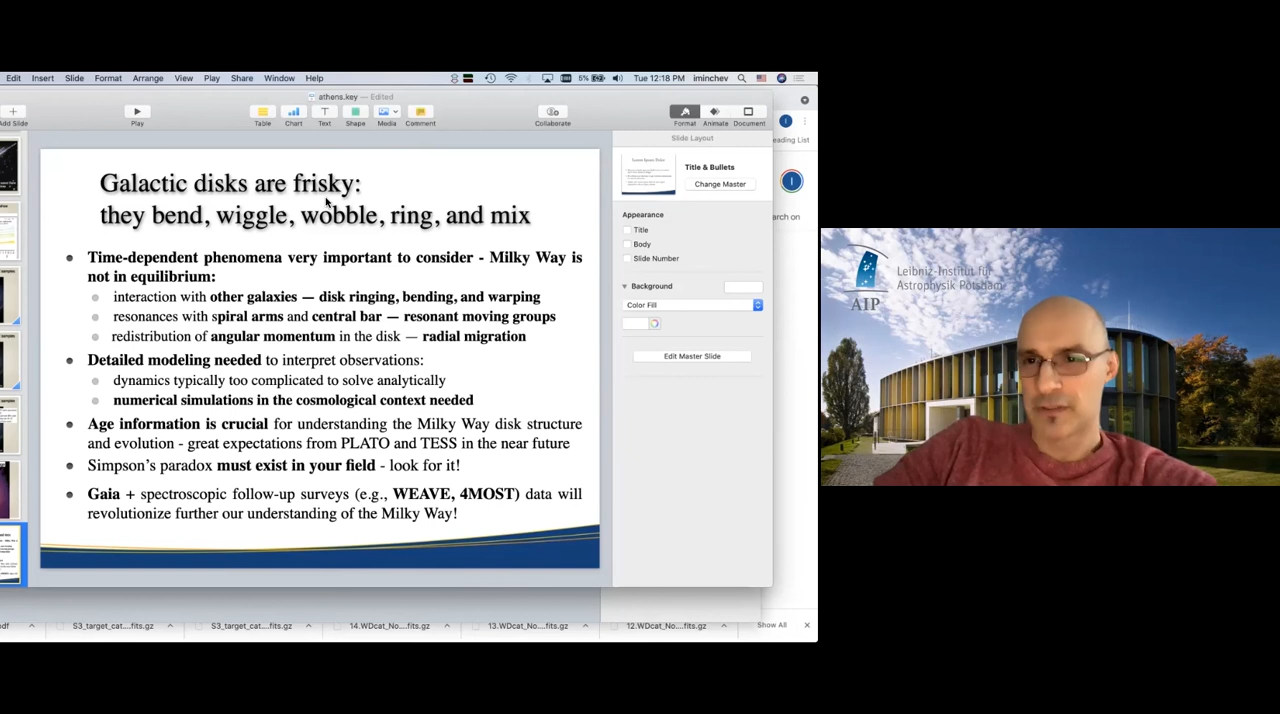 Edit Insert Slide Format Arrange View Play Share Window Help 5% Tue 12:18 PM iminchev
athens.key — Edited
Add Slide Play Table Chart Text Shape Media Comment Collaborate Format Animate Document
Slide Layout
eading List
Title & Bullets
Change Master
I
arch on
Appearance
Title
Body
Slide Number
Background
Color Fill
Edit Master Slide
Galactic disks are frisky:
they bend, wiggle, wobble, ring, and mix
Time-dependent phenomena very important to consider - Milky Way is
not in equilibrium:
interaction with other galaxies — disk ringing, bending, and warping
resonances with spiral arms and central bar — resonant moving groups
redistribution of angular momentum in the disk — radial migration
Detailed modeling needed to interpret observations:
dynamics typically too complicated to solve analytically
numerical simulations in the cosmological context needed
Age information is crucial for understanding the Milky Way disk structure
and evolution - great expectations from PLATO and TESS in the near future
Simpson's paradox must exist in your field - look for it!
Gaia + spectroscopic follow-up surveys (e.g., WEAVE, 4MOST) data will
revolutionize further our understanding of the Milky Way!
df S3_target_cat....fits.gz S3_target_cat....fits.gz 14.WDcat_No....fits.gz 13.WDcat_No....fits.gz 12.WDcat_No....fits.gz Show All
Leibniz-Institut für
Astrophysik Potsdam
AIP